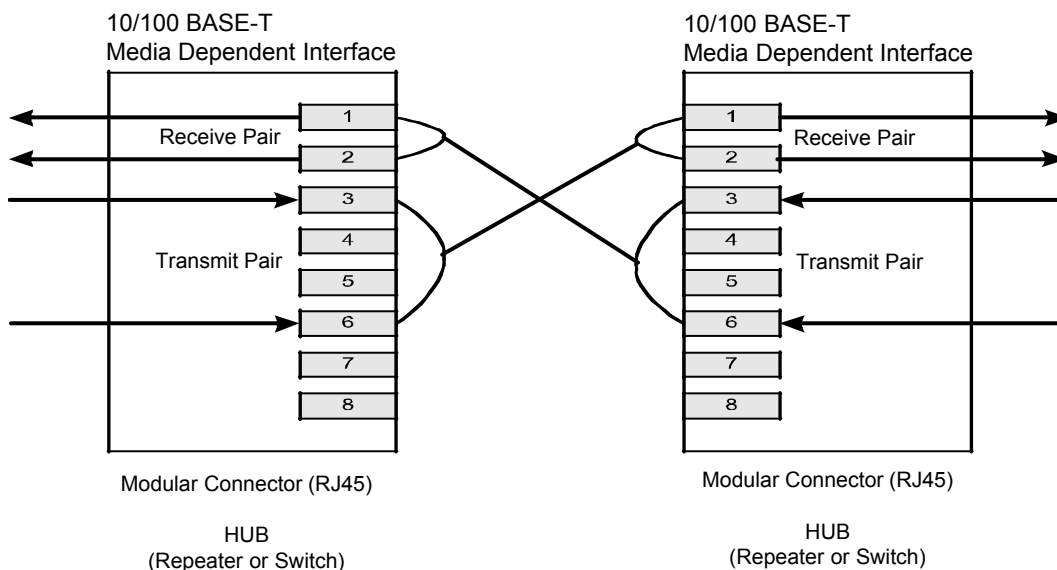 10/100 BASE-T
Media Dependent Interface
1
Receive Pair
2
3
4
Transmit Pair
5
6
7
8
Modular Connector (RJ45)
HUB
(Repeater or Switch)
10/100 BASE-T
Media Dependent Interface
1
Receive Pair
2
3
4
Transmit Pair
5
6
7
8
Modular Connector (RJ45)
HUB
(Repeater or Switch)